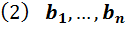 (2) b₁,…,bₙ